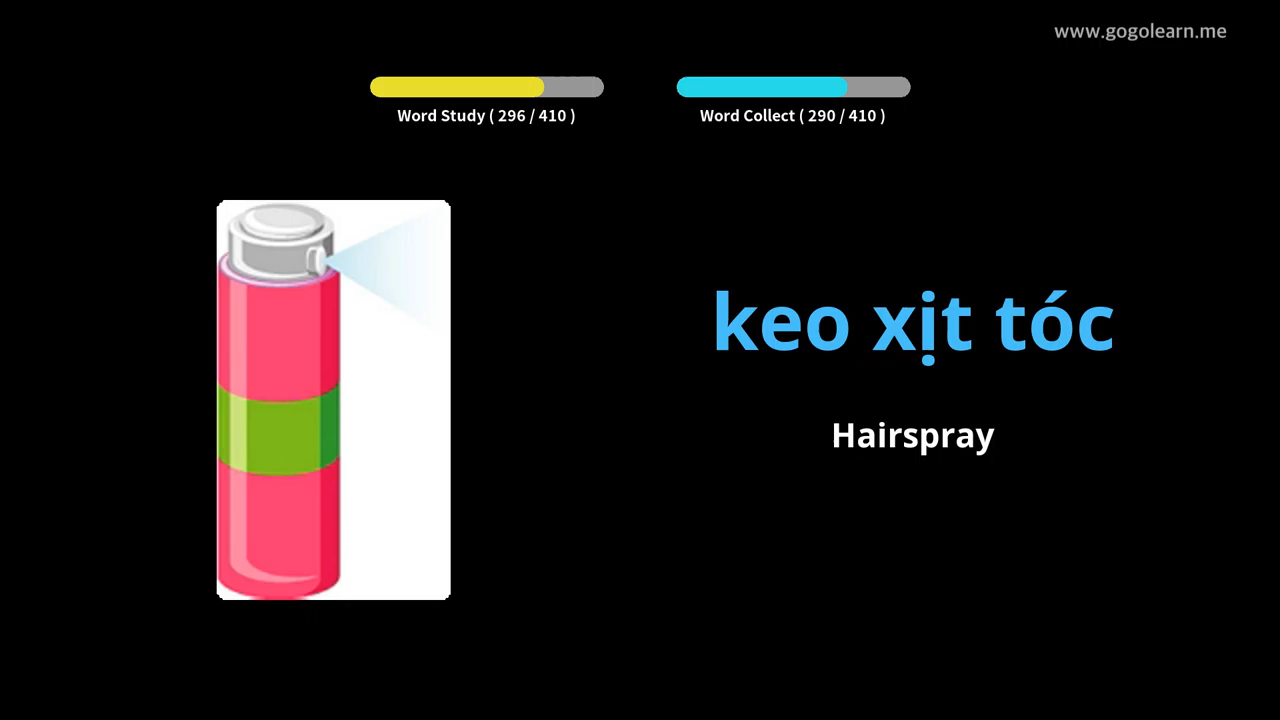 www.gogolearn.me
Word Study ( 296 / 410 )
Word Collect ( 290 / 410 )
keo xịt tóc
Hairspray